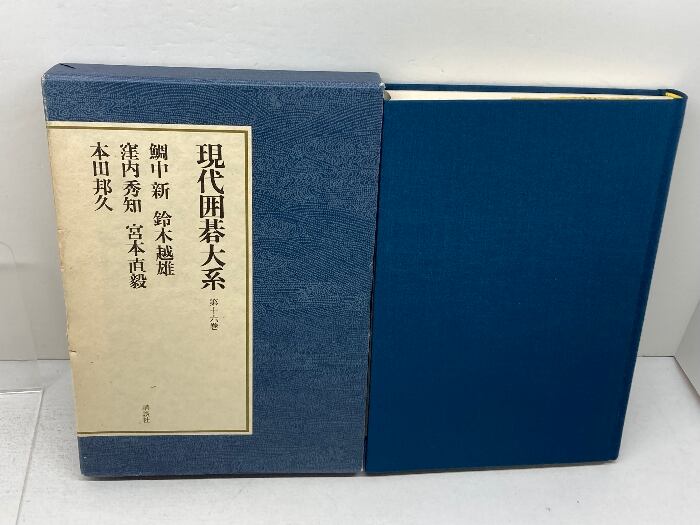 現代囲碁大系 第十六巻
鯛中新 鈴木越雄
窪内秀知 宮本直毅
本田邦久
講談社